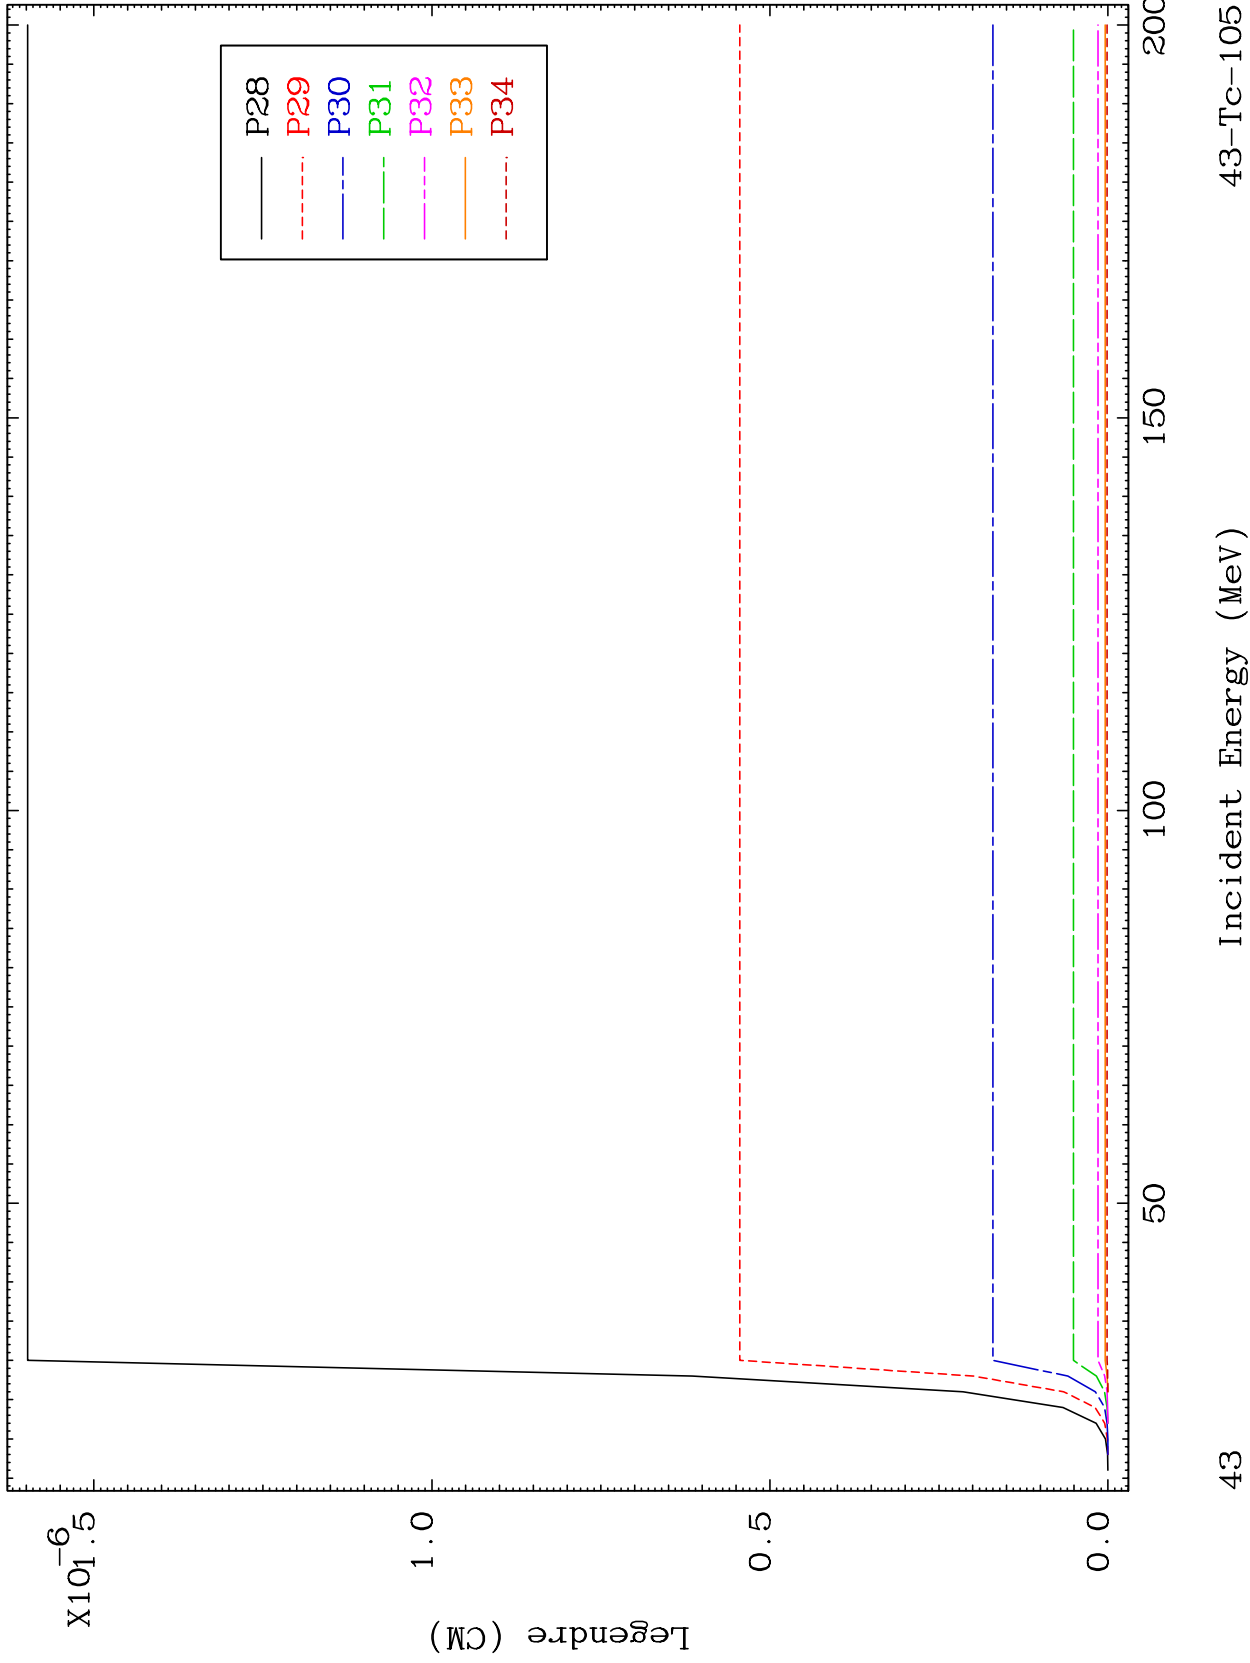 X10-6
1.5
1.0
0.5
0.0
Legendre (CM)
P28
P29
P30
P31
P32
P33
P34
50
100
150
200
Incident Energy (MeV)
43
43-Tc-105